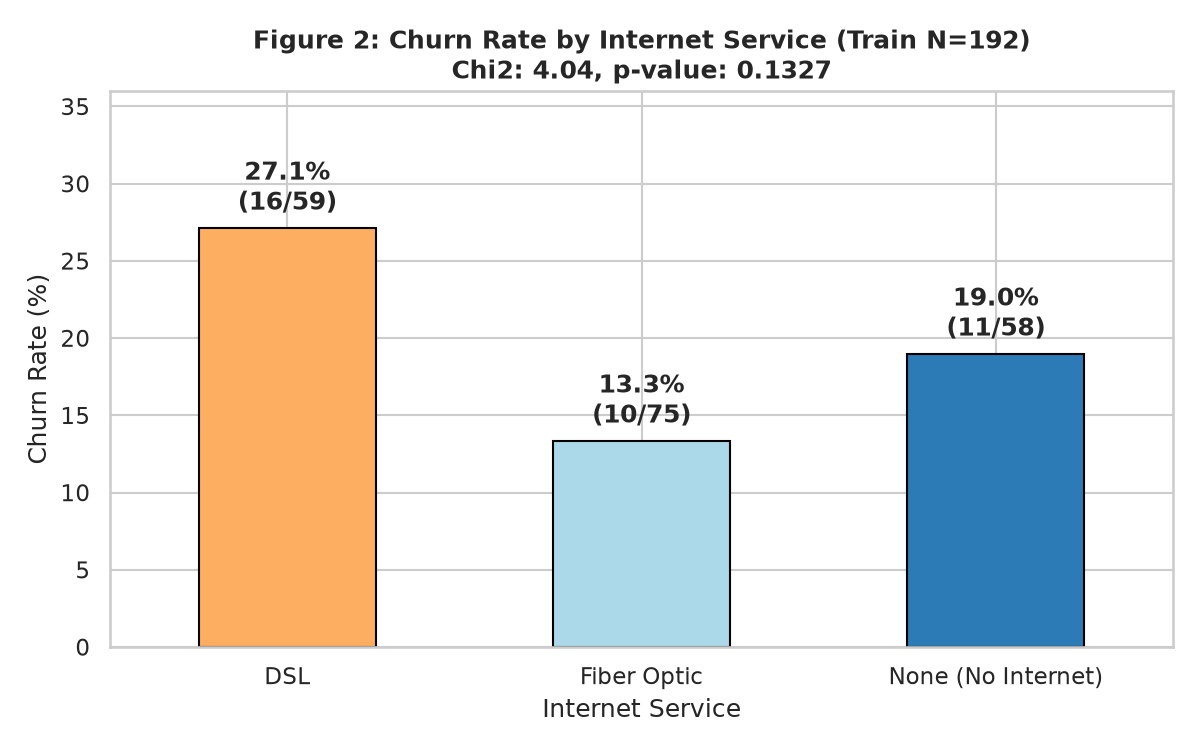 Figure 2: Churn Rate by Internet Service (Train N=192)
Chi2: 4.04, p-value: 0.1327
Churn Rate (%)
35
30
25
20
15
10
5
0
27.1%
(16/59)
13.3%
(10/75)
19.0%
(11/58)
DSL
Fiber Optic
None (No Internet)
Internet Service